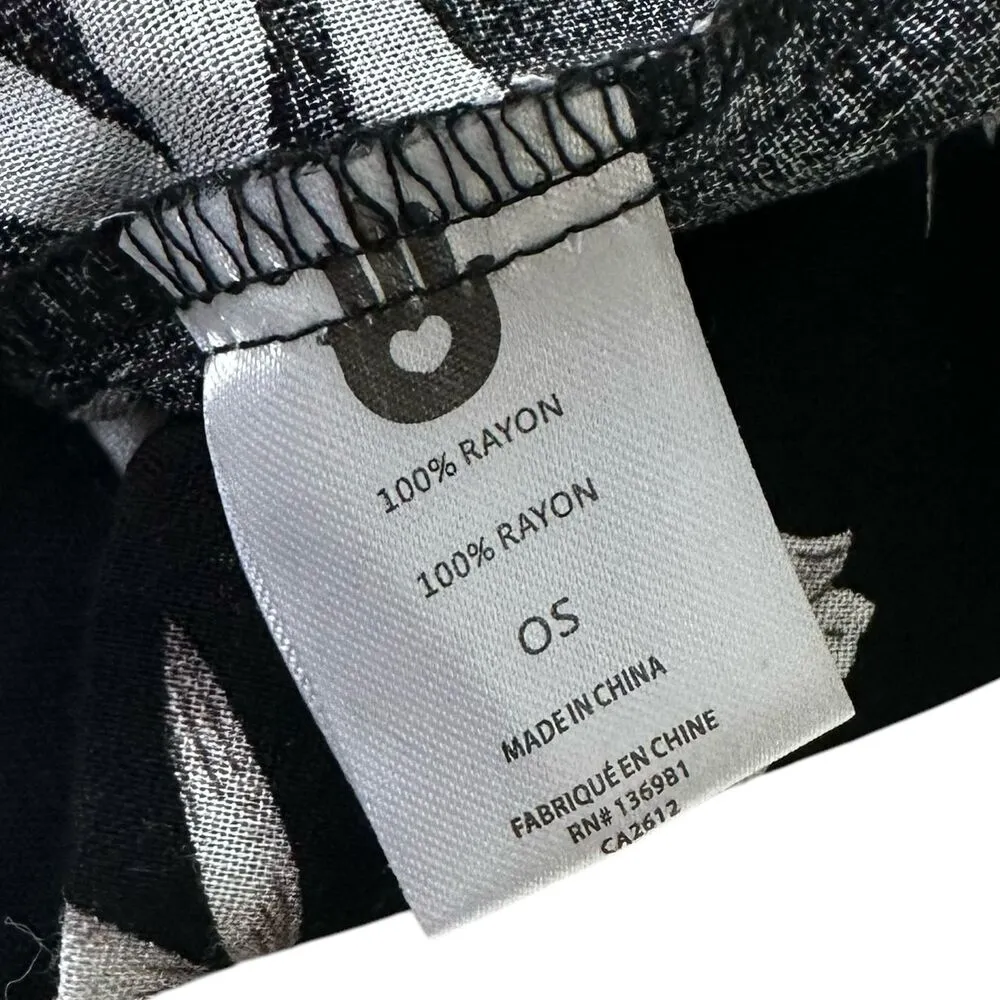 100% RAYON
100% RAYON
OS
MADE IN CHINA
FABRIQUÉ EN CHINE
RN# 136981
CA2612